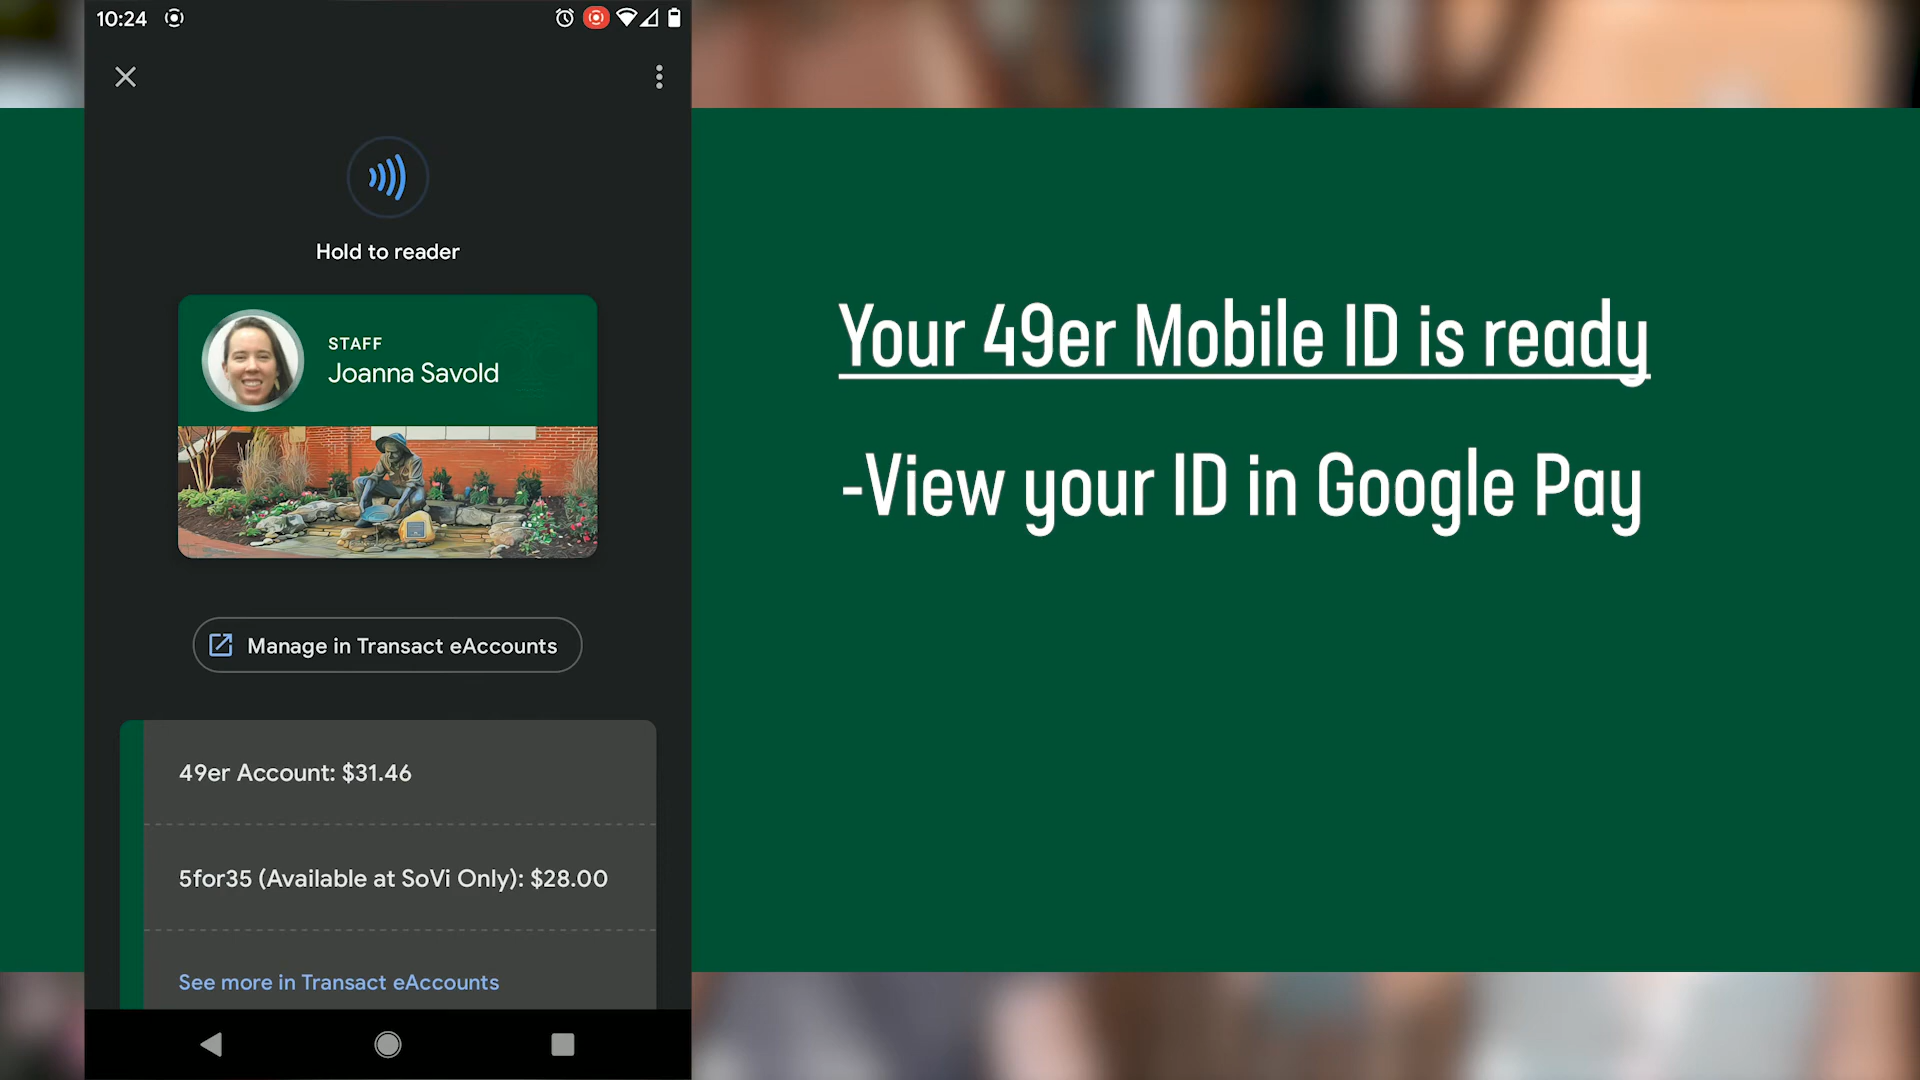 10:24
Hold to reader
STAFF
Joanna Savold
Manage in Transact eAccounts
49er Account: $31.46
5for35 (Available at SoVi Only): $28.00
See more in Transact eAccounts
Your 49er Mobile ID is ready
-View your ID in Google Pay